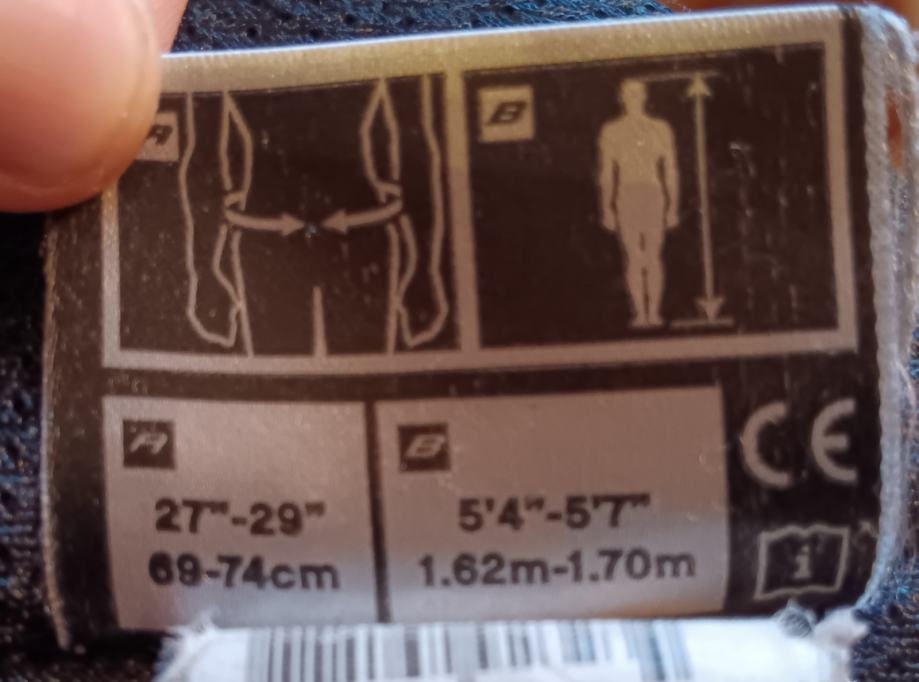 A
B
A
27"-29"
69-74cm
B
5'4"-5'7"
1.62m-1.70m
CE
i